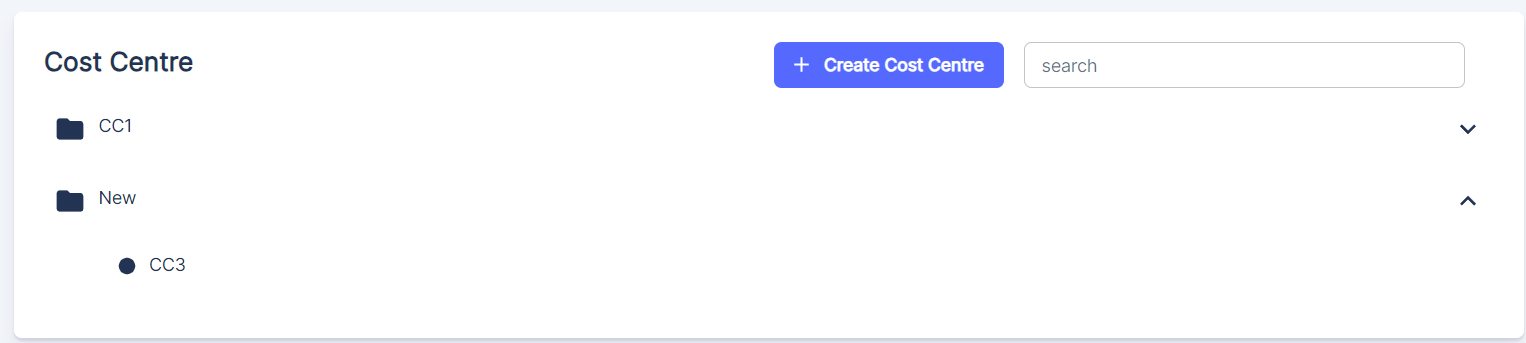 Cost Centre
Create Cost Centre
search
CC1
New
CC3